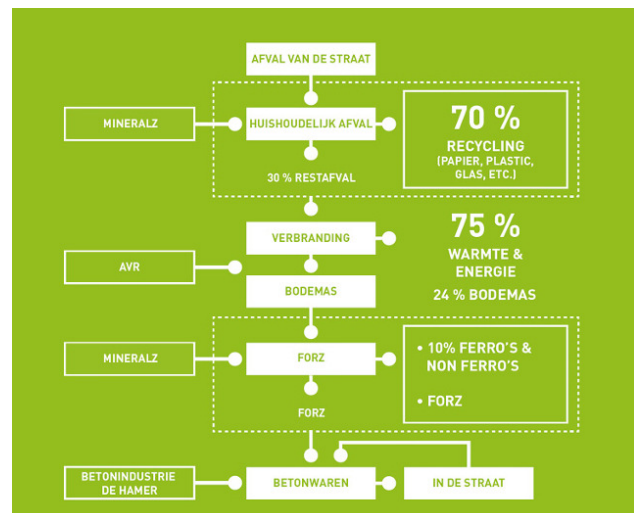 AFVAL VAN DE STRAAT
MINERALZ
HUISHOUDELIJK AFVAL
70 %
RECYCLING
(PAPIER, PLASTIC,
GLAS, ETC.)
30 % RESTAFVAL
VERBRANDING
75 %
WARMTE &
ENERGIE
24 % BODEMAS
AVR
BODEMAS
MINERALZ
FORZ
• 10% FERRO'S &
NON FERRO'S
• FORZ
FORZ
BETONINDUSTRIE
DE HAMER
BETONWAREN
IN DE STRAAT